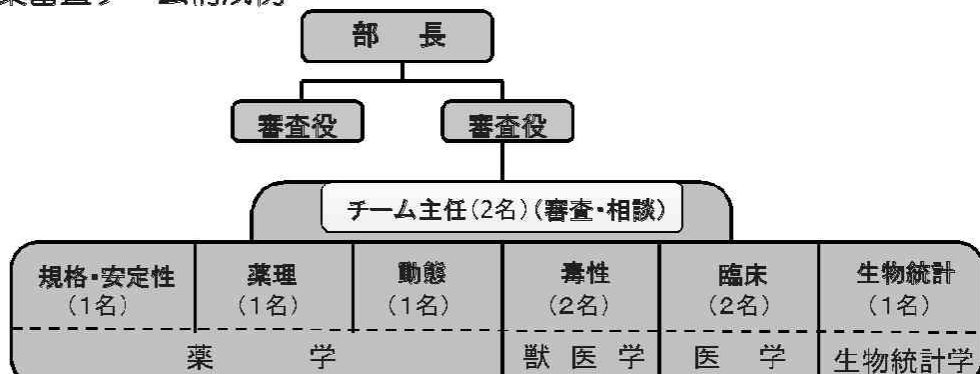 部 長
審査役 審査役
チーム主任(2名)(審査・相談)
規格・安定性 薬理 動態 毒性 臨床 生物統計
(1名) (1名) (1名) (2名) (2名) (1名)
薬 学 獣医学 医 学 生物統計学